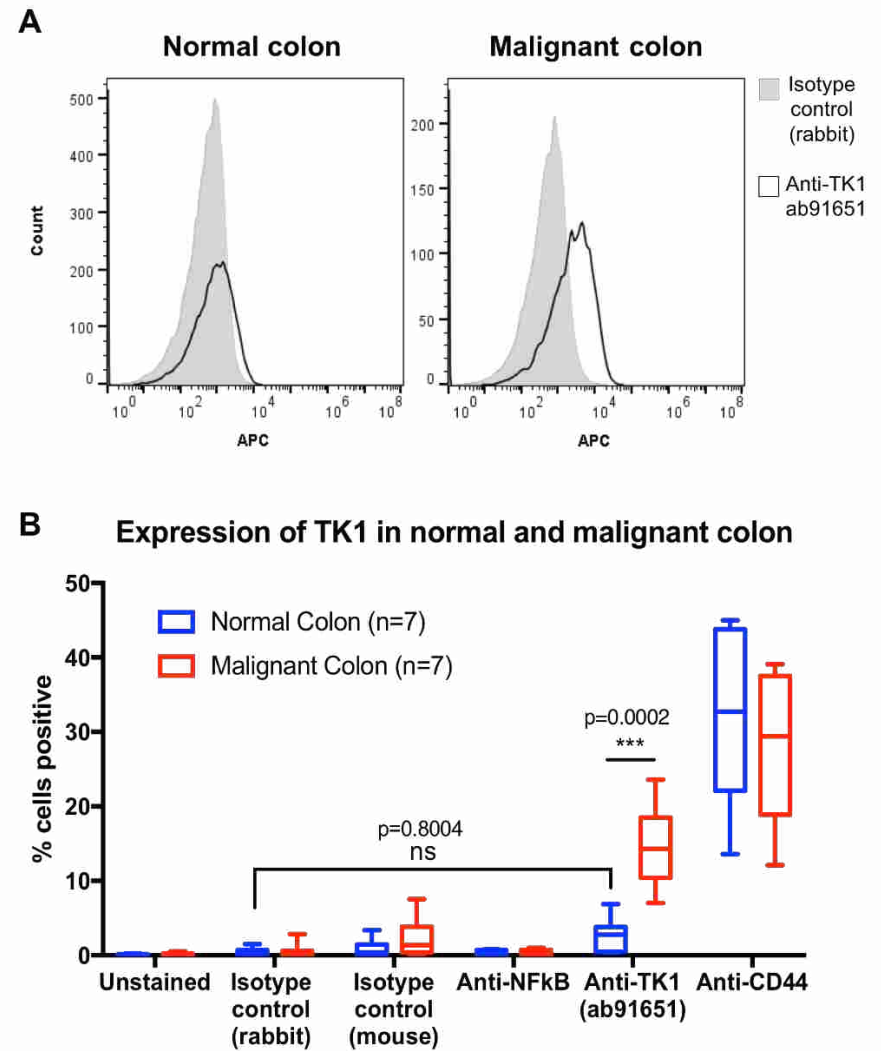 A
Normal colon
Malignant colon
Isotype
control
(rabbit)
Anti-TK1
ab91651
Count
500
400
300
200
100
0
10^0 10^2 10^4 10^6 10^8
APC
200
150
100
50
0
10^0 10^2 10^4 10^6 10^8
APC
B
Expression of TK1 in normal and malignant colon
Normal Colon (n=7)
Malignant Colon (n=7)
% cells positive
50
40
30
20
10
0
p=0.0002
***
p=0.8004
ns
Unstained
Isotype
control
(rabbit)
Isotype
control
(mouse)
Anti-NFkB
Anti-TK1
(ab91651)
Anti-CD44